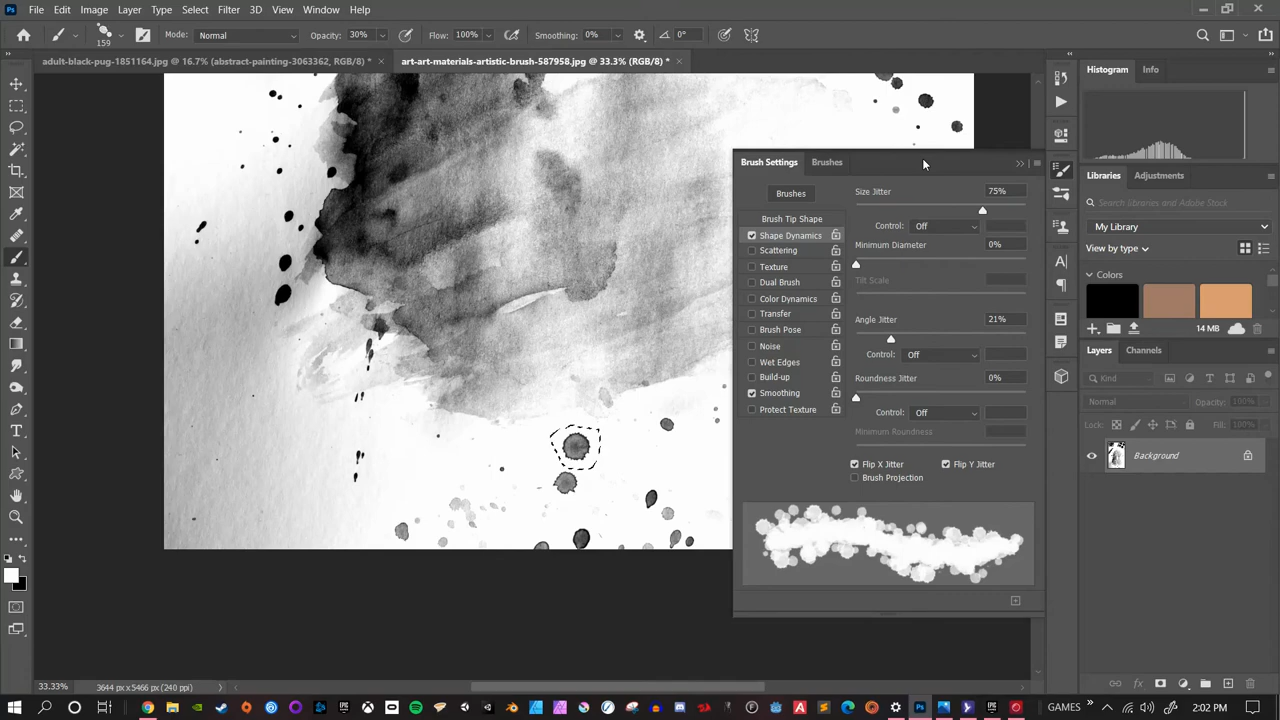 Ps File Edit Image Layer Type Select Filter 3D View Window Help
159 Mode: Normal Opacity: 30% Flow: 100% Smoothing: 0% 0°
adult-black-pug-1851164.jpg @ 16.7% (abstract-painting-3063362, RGB/8) * × art-art-materials-artistic-brush-587958.jpg @ 33.3% (RGB/8) * ×
Histogram Info
Brush Settings Brushes
Brushes
Size Jitter 75%
Brush Tip Shape
Control: Off
Shape Dynamics
Minimum Diameter 0%
Scattering
Texture
Tilt Scale
Dual Brush
Color Dynamics
Transfer
Angle Jitter 21%
Brush Pose
Noise
Control: Off
Wet Edges
Build-up
Roundness Jitter 0%
Smoothing
Protect Texture
Control: Off
Minimum Roundness
Flip X Jitter Flip Y Jitter
Brush Projection
Libraries Adjustments
Search Libraries and Adobe Stock
My Library
View by type
Colors
14 MB
Layers Channels
Kind
Normal Opacity: 100%
Lock: Fill: 100%
Background
33.33% 3644 px x 5466 px (240 ppi)
GAMES 2:02 PM